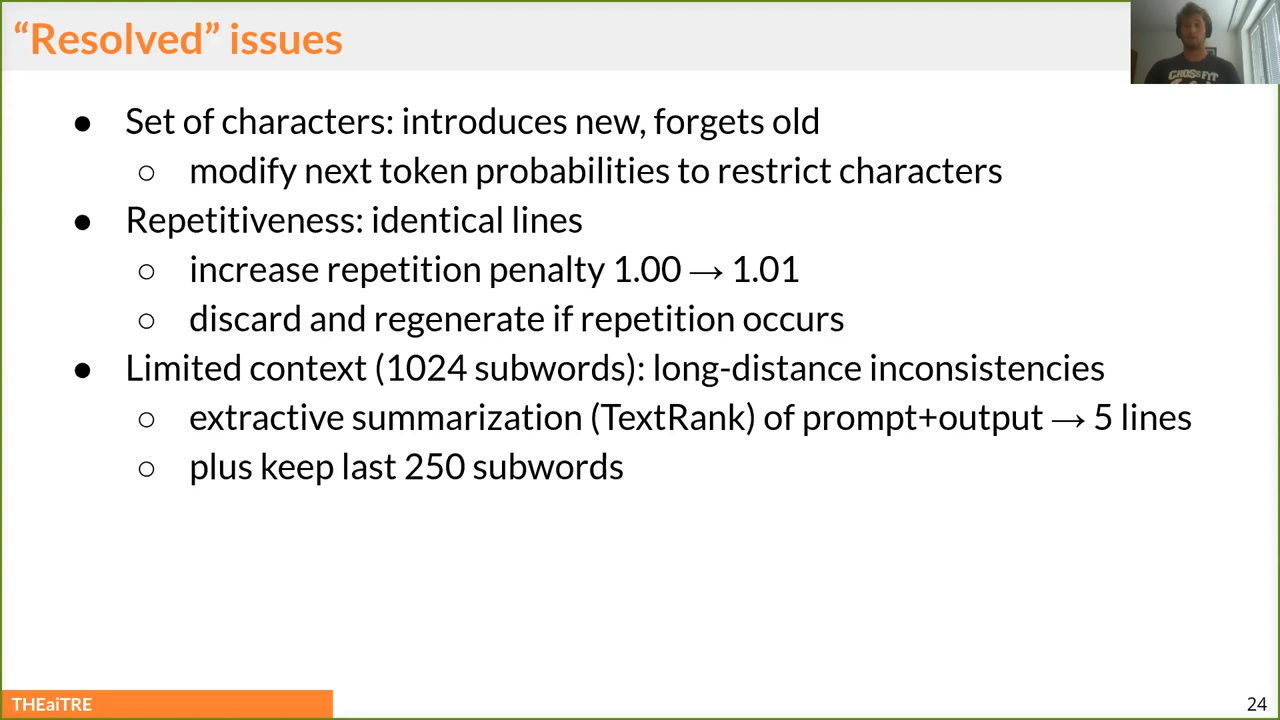 “Resolved” issues
CROSSFIT
● Set of characters: introduces new, forgets old
○ modify next token probabilities to restrict characters
● Repetitiveness: identical lines
○ increase repetition penalty 1.00 → 1.01
○ discard and regenerate if repetition occurs
● Limited context (1024 subwords): long-distance inconsistencies
○ extractive summarization (TextRank) of prompt+output → 5 lines
○ plus keep last 250 subwords
THEaiTRE
24